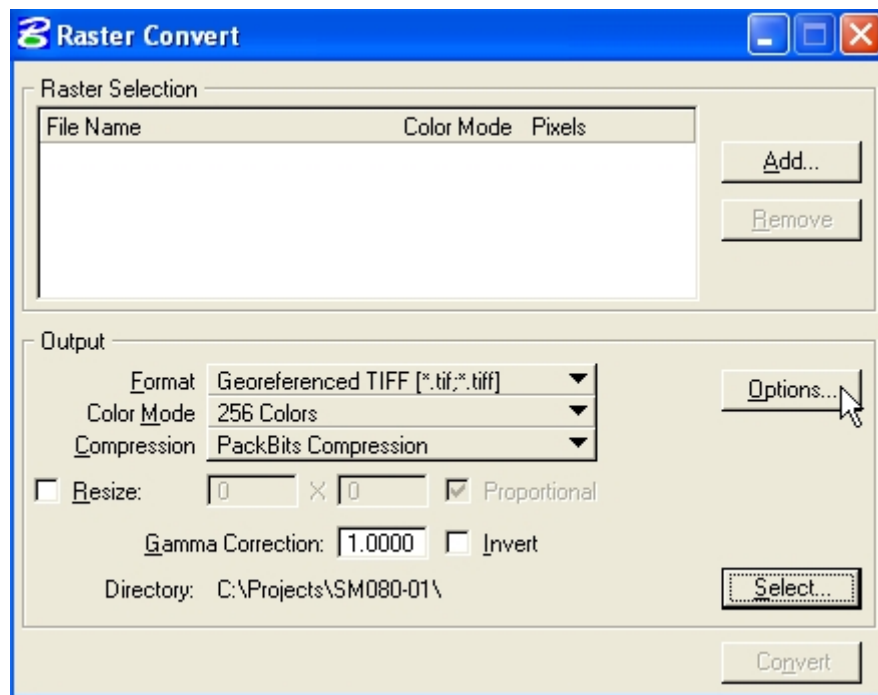 Raster Convert
Raster Selection
File Name Color Mode Pixels
Add...
Remove
Output
Format Georeferenced TIFF [*.tif;*.tiff]
Options...
Color Mode 256 Colors
Compression PackBits Compression
Resize: 0 X 0 Proportional
Gamma Correction: 1.0000 Invert
Directory: C:\Projects\SM080-01\
Select...
Convert